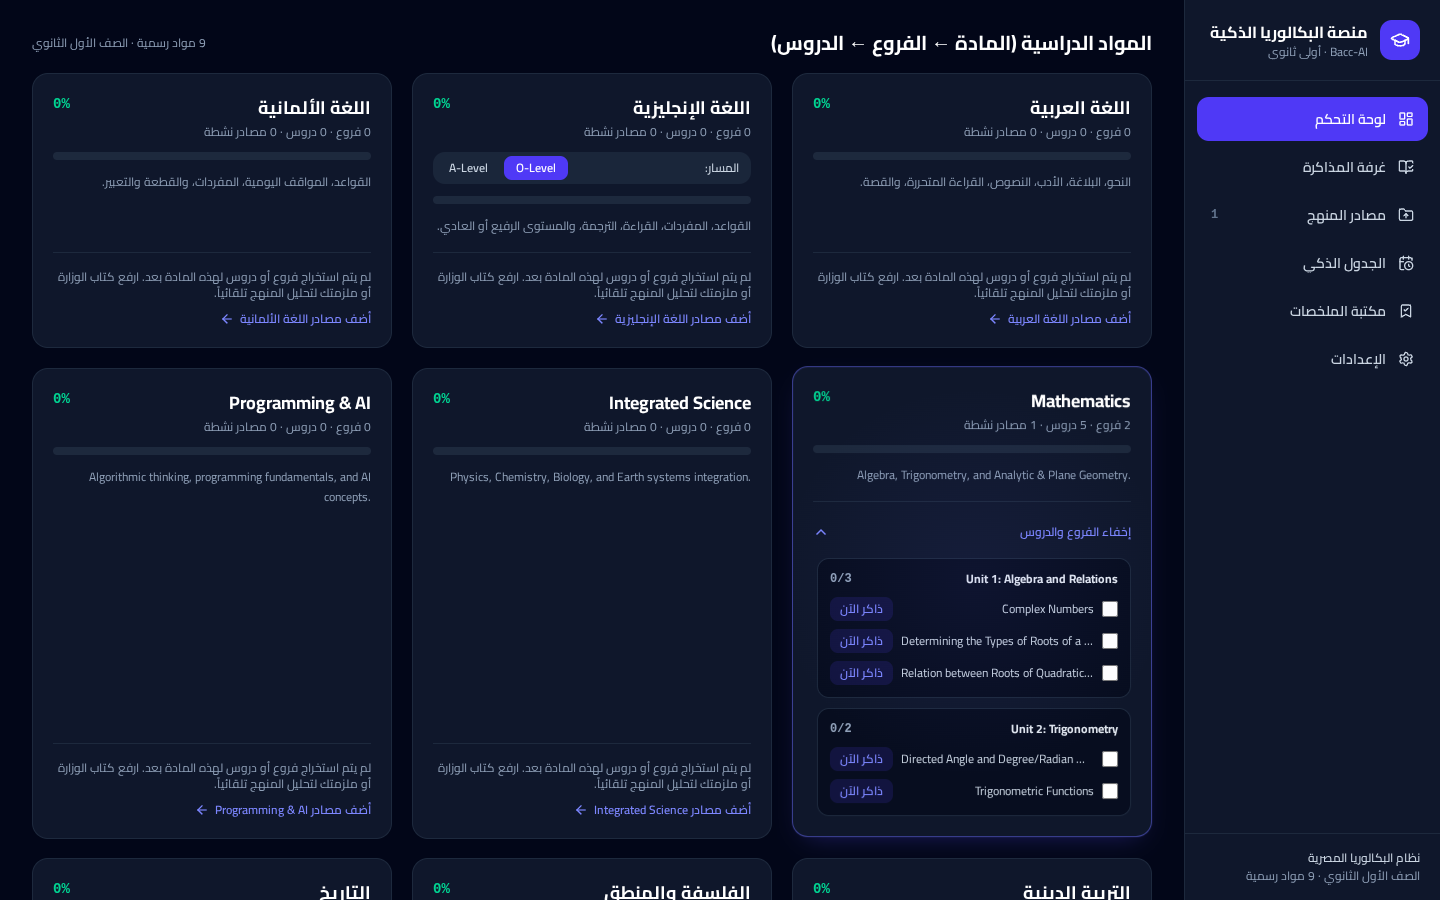 منصة البكالوريا الذكية
Bacc-AI · أولى ثانوي
لوحة التحكم
غرفة المذاكرة
مصادر المنهج
1
الجدول الذكي
مكتبة الملخصات
الإعدادات
نظام البكالوريا المصرية
الصف الأول الثانوي · 9 مواد رسمية
المواد الدراسية (المادة ← الفروع ← الدروس)
9 مواد رسمية · الصف الأول الثانوي
اللغة العربية
0%
0 فروع · 0 دروس · 0 مصادر نشطة
النحو، البلاغة، الأدب، النصوص، القراءة المتحررة، والقصة.
لم يتم استخراج فروع أو دروس لهذه المادة بعد. ارفع كتاب الوزارة
أو ملزمتك لتحليل المنهج تلقائياً.
أضف مصادر اللغة العربية ←
اللغة الإنجليزية
0%
0 فروع · 0 دروس · 0 مصادر نشطة
المسار:
O-Level
A-Level
القواعد، المفردات، القراءة، الترجمة، والمستوى الرفيع أو العادي.
لم يتم استخراج فروع أو دروس لهذه المادة بعد. ارفع كتاب الوزارة
أو ملزمتك لتحليل المنهج تلقائياً.
أضف مصادر اللغة الإنجليزية ←
اللغة الألمانية
0%
0 فروع · 0 دروس · 0 مصادر نشطة
القواعد، المواقف اليومية، المفردات، والقطعة والتعبير.
لم يتم استخراج فروع أو دروس لهذه المادة بعد. ارفع كتاب الوزارة
أو ملزمتك لتحليل المنهج تلقائياً.
أضف مصادر اللغة الألمانية ←
Mathematics
0%
2 فروع · 5 دروس · 1 مصادر نشطة
Algebra, Trigonometry, and Analytic & Plane Geometry.
إخفاء الفروع والدروس
Unit 1: Algebra and Relations
0/3
Complex Numbers
ذاكر الآن
Determining the Types of Roots of a ...
ذاكر الآن
Relation between Roots of Quadratic...
ذاكر الآن
Unit 2: Trigonometry
0/2
Directed Angle and Degree/Radian ...
ذاكر الآن
Trigonometric Functions
ذاكر الآن
Integrated Science
0%
0 فروع · 0 دروس · 0 مصادر نشطة
Physics, Chemistry, Biology, and Earth systems integration.
لم يتم استخراج فروع أو دروس لهذه المادة بعد. ارفع كتاب الوزارة
أو ملزمتك لتحليل المنهج تلقائياً.
أضف مصادر Integrated Science ←
Programming & AI
0%
0 فروع · 0 دروس · 0 مصادر نشطة
Algorithmic thinking, programming fundamentals, and AI
concepts.
لم يتم استخراج فروع أو دروس لهذه المادة بعد. ارفع كتاب الوزارة
أو ملزمتك لتحليل المنهج تلقائياً.
أضف مصادر Programming & AI ←
التربية الدينية
0%
الفلسفة والمنطق
0%
التاريخ
0%